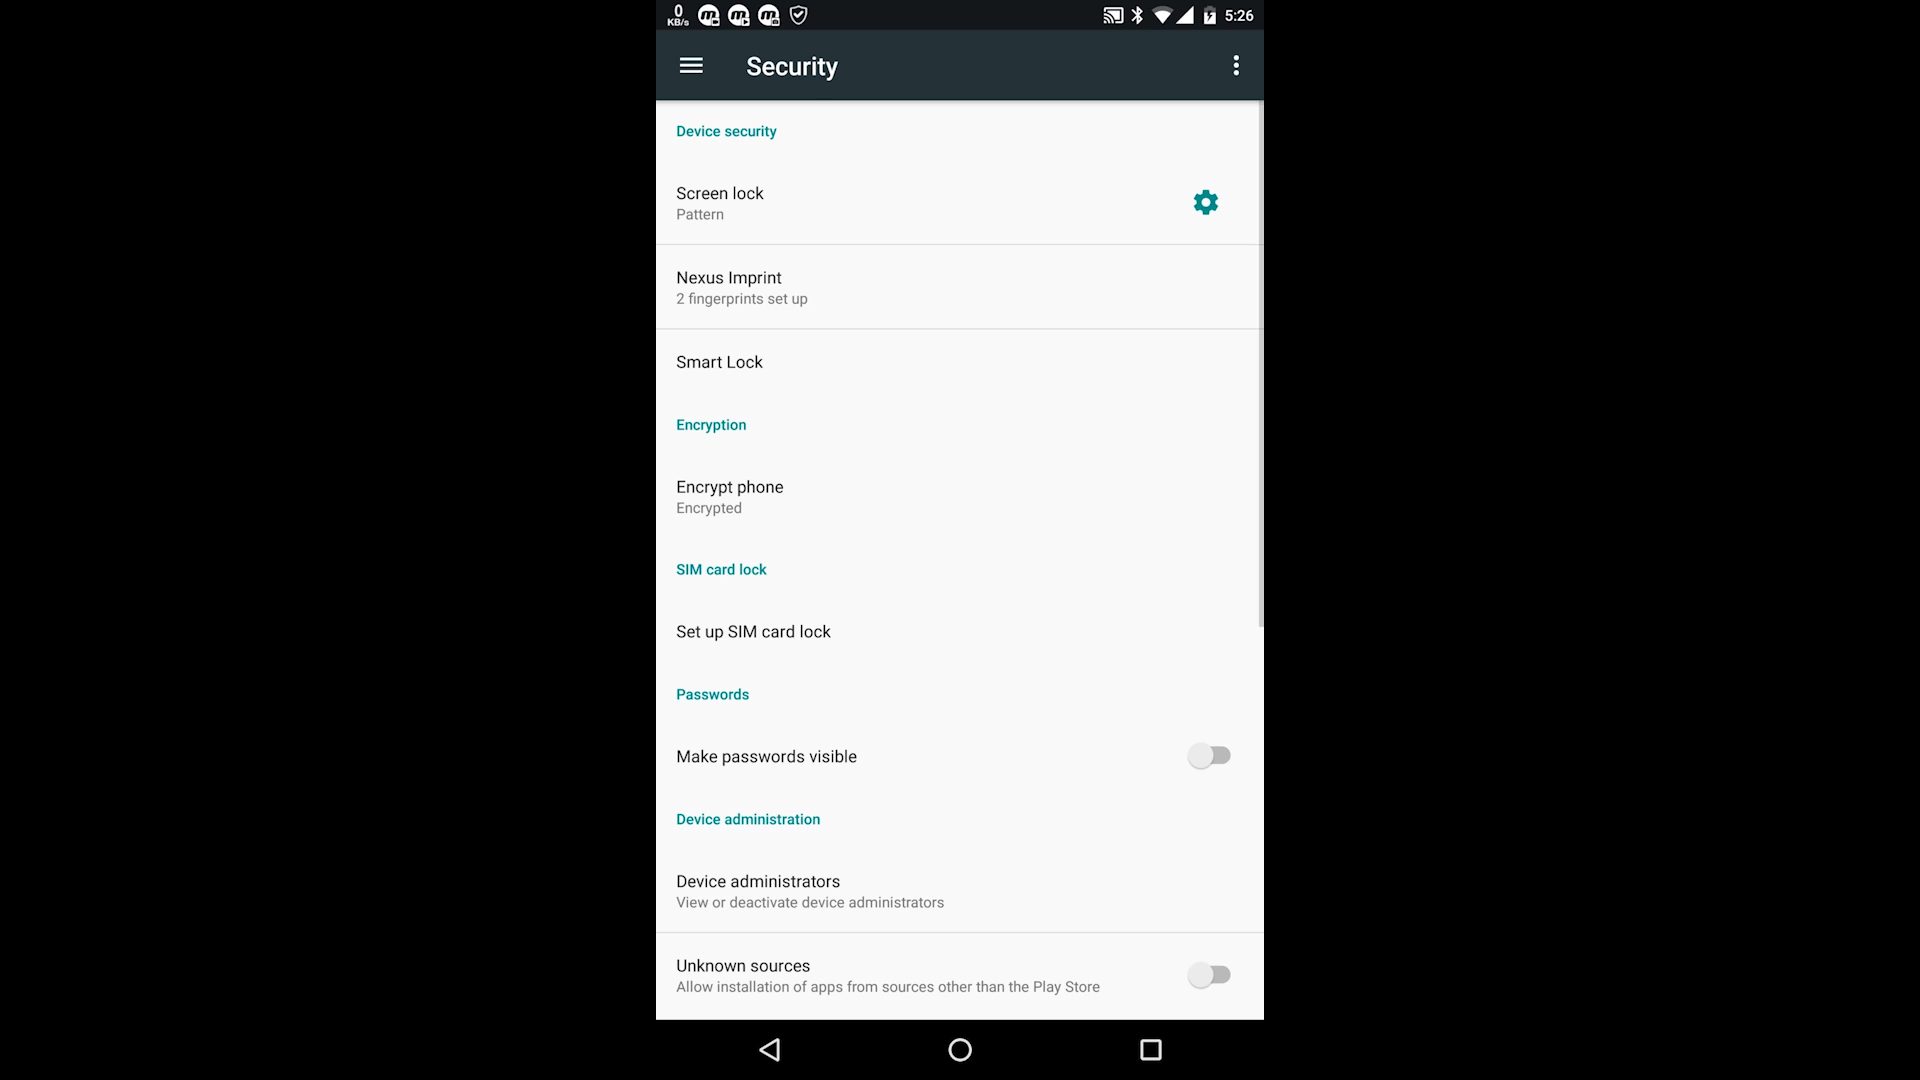 0
KB/s
5:26
Security
Device security
Screen lock
Pattern
Nexus Imprint
2 fingerprints set up
Smart Lock
Encryption
Encrypt phone
Encrypted
SIM card lock
Set up SIM card lock
Passwords
Make passwords visible
Device administration
Device administrators
View or deactivate device administrators
Unknown sources
Allow installation of apps from sources other than the Play Store